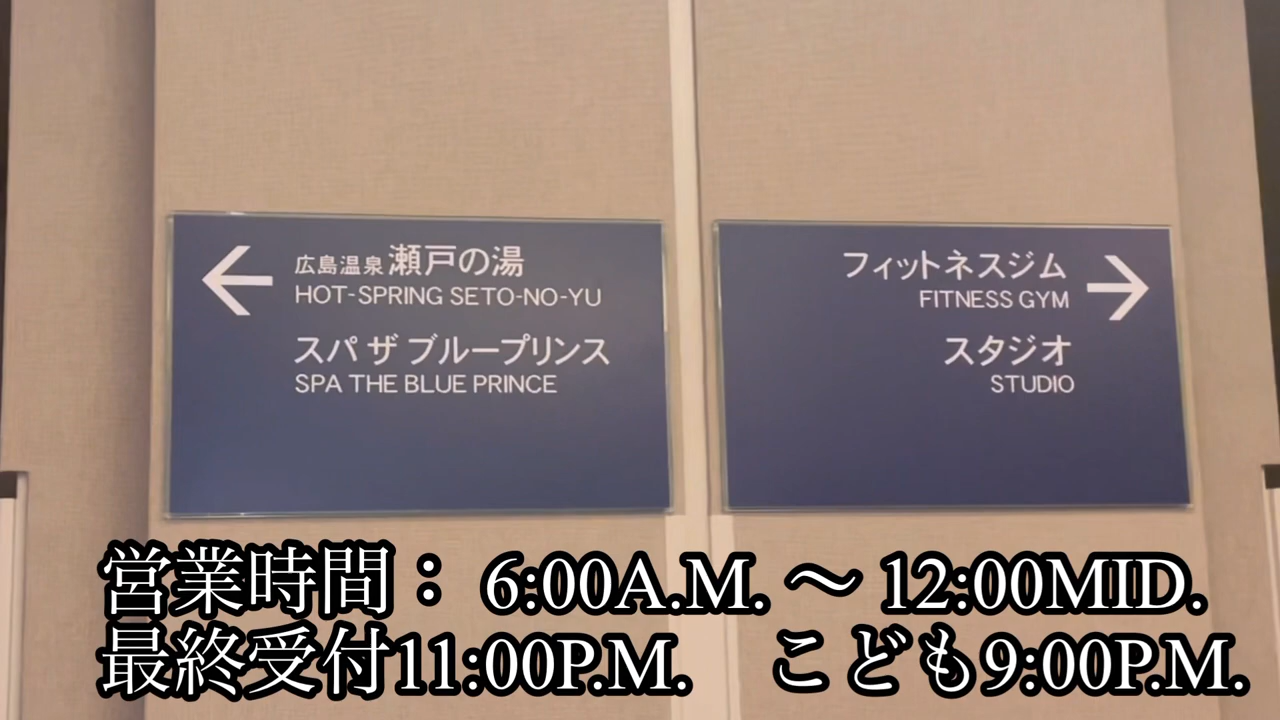 ← 広島温泉 瀬戸の湯
HOT-SPRING SETO-NO-YU
スパ ザ ブループリンス
SPA THE BLUE PRINCE
フィットネスジム →
FITNESS GYM
スタジオ
STUDIO
営業時間： 6:00A.M. 〜 12:00MID.
最終受付11:00P.M. こども9:00P.M.